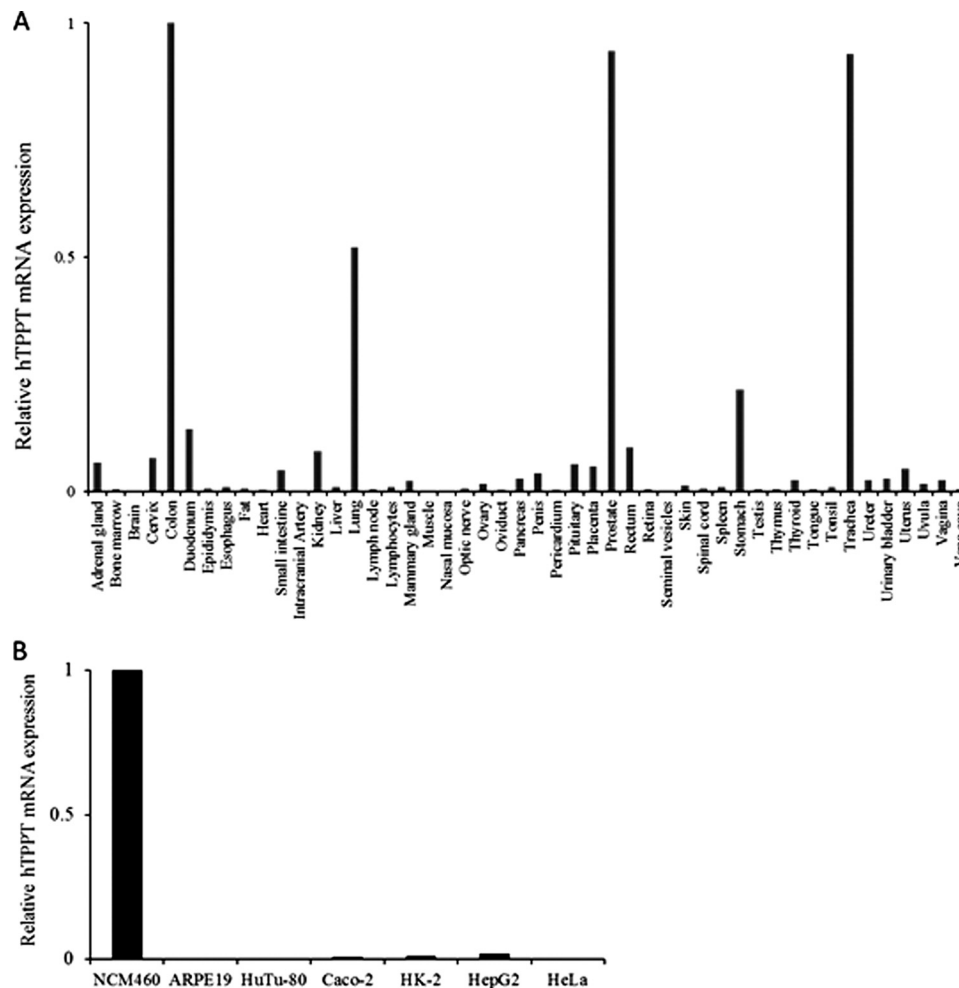 A
Relative hTPPT mRNA expression
1
0.5
0
Adrenal gland
Bone marrow
Brain
Cervix
Colon
Duodenum
Epididymis
Esophagus
Fat
Heart
Small intestine
Intracranial Artery
Kidney
Liver
Lung
Lymph node
Lymphocytes
Mammary gland
Muscle
Nasal mucosa
Optic nerve
Ovary
Oviduct
Pancreas
Penis
Pericardium
Pituitary
Placenta
Prostate
Rectum
Retina
Seminal vesicles
Skin
Spinal cord
Spleen
Stomach
Testis
Thymus
Thyroid
Tongue
Tonsil
Trachea
Ureter
Urinary bladder
Uterus
Uvula
Vagina
B
Relative hTPPT mRNA expression
1
0.5
0
NCM460 ARPE19 HuTu-80 Caco-2 HK-2 HepG2 HeLa